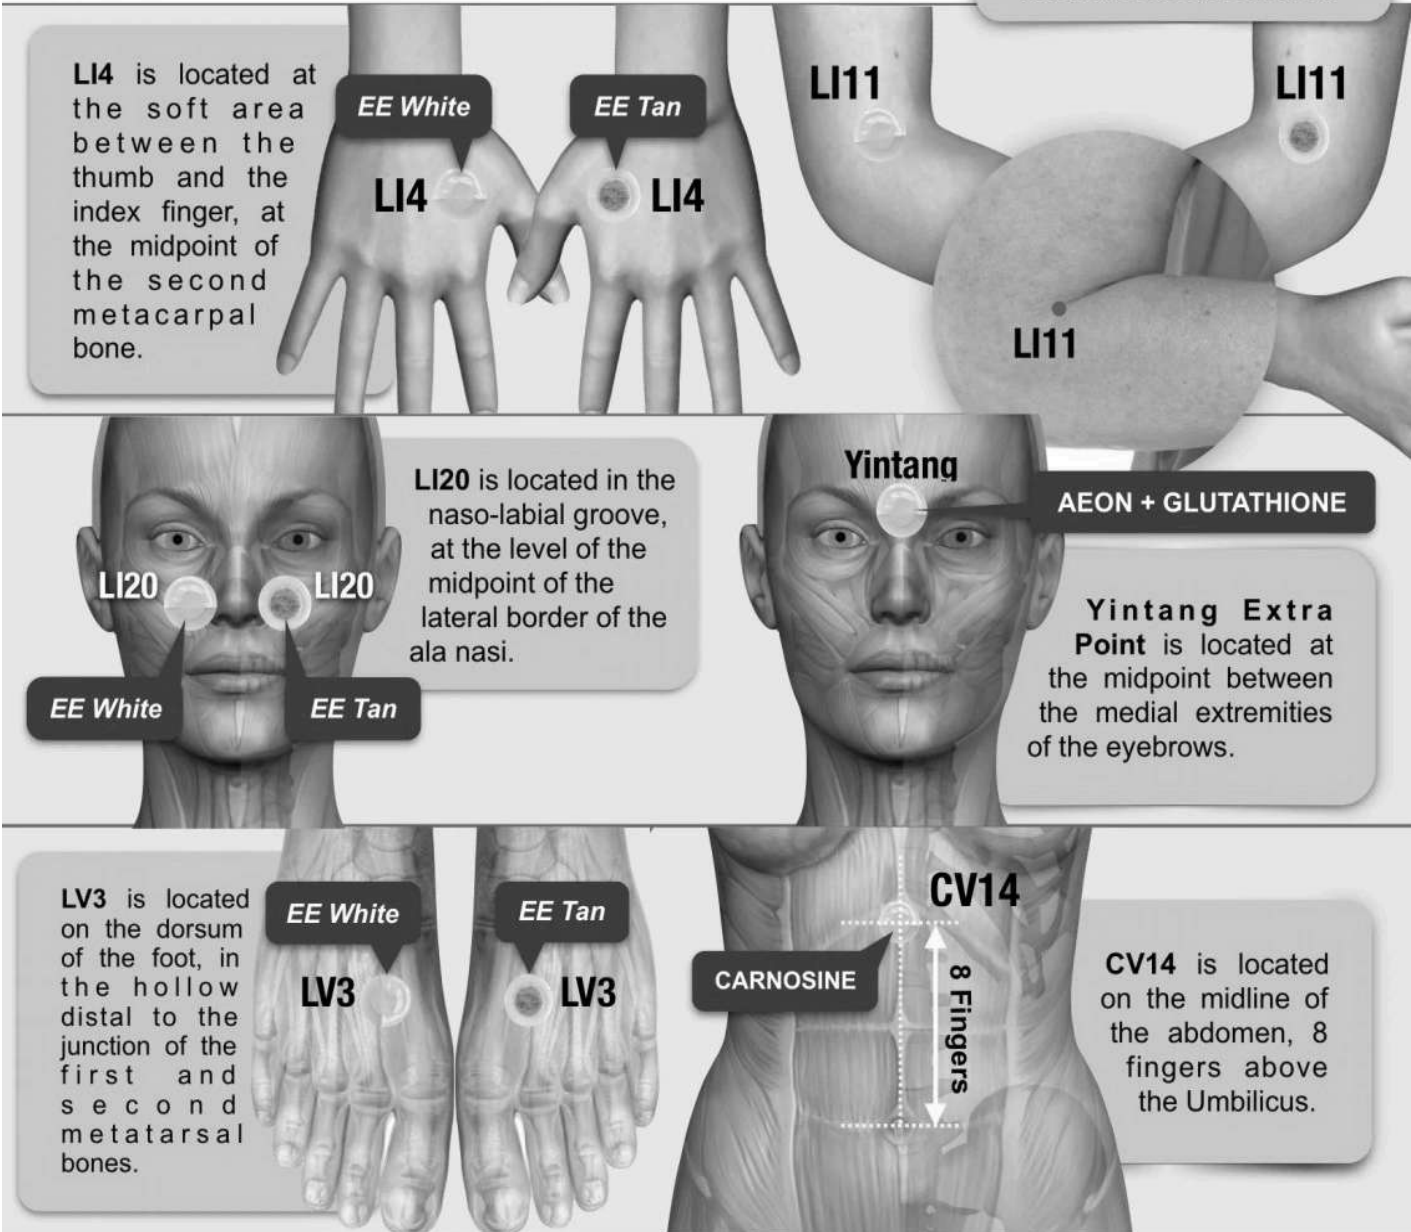 LI4 is located at
the soft area
between the
thumb and the
index finger, at
the midpoint of
the second
metacarpal
bone.
EE White
EE Tan
LI4
LI4
LI11
LI11
LI11
LI20 is located in the
naso-labial groove,
at the level of the
midpoint of the
lateral border of the
ala nasi.
LI20
LI20
EE White
EE Tan
Yintang
AEON + GLUTATHIONE
Yintang Extra
Point is located at
the midpoint between
the medial extremities
of the eyebrows.
LV3 is located
on the dorsum
of the foot, in
the hollow
distal to the
junction of the
first and
second
metatarsal
bones.
EE White
EE Tan
LV3
LV3
CV14
CARNOSINE
8 Fingers
CV14 is located
on the midline of
the abdomen, 8
fingers above
the Umbilicus.